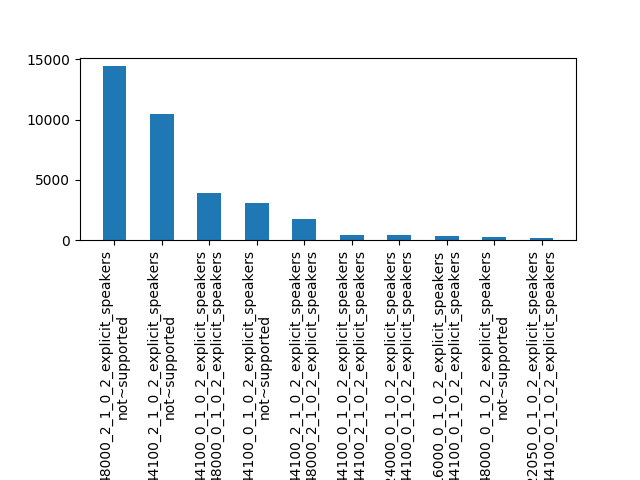 15000
10000
5000
0
48000_2_1_0_2_explicit_speakers
not~supported
44100_2_1_0_2_explicit_speakers
not~supported
44100_0_1_0_2_explicit_speakers
48000_0_1_0_2_explicit_speakers
44100_0_1_0_2_explicit_speakers
not~supported
44100_2_1_0_2_explicit_speakers
48000_2_1_0_2_explicit_speakers
44100_0_1_0_2_explicit_speakers
44100_2_1_0_2_explicit_speakers
24000_0_1_0_2_explicit_speakers
44100_0_1_0_2_explicit_speakers
16000_0_1_0_2_explicit_speakers
44100_0_1_0_2_explicit_speakers
48000_0_1_0_2_explicit_speakers
not~supported
22050_0_1_0_2_explicit_speakers
44100_0_1_0_2_explicit_speakers